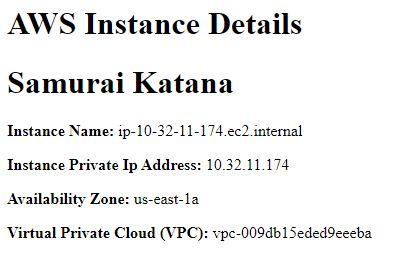 AWS Instance Details
Samurai Katana
Instance Name: ip-10-32-11-174.ec2.internal
Instance Private Ip Address: 10.32.11.174
Availability Zone: us-east-1a
Virtual Private Cloud (VPC): vpc-009db15eded9eeeba